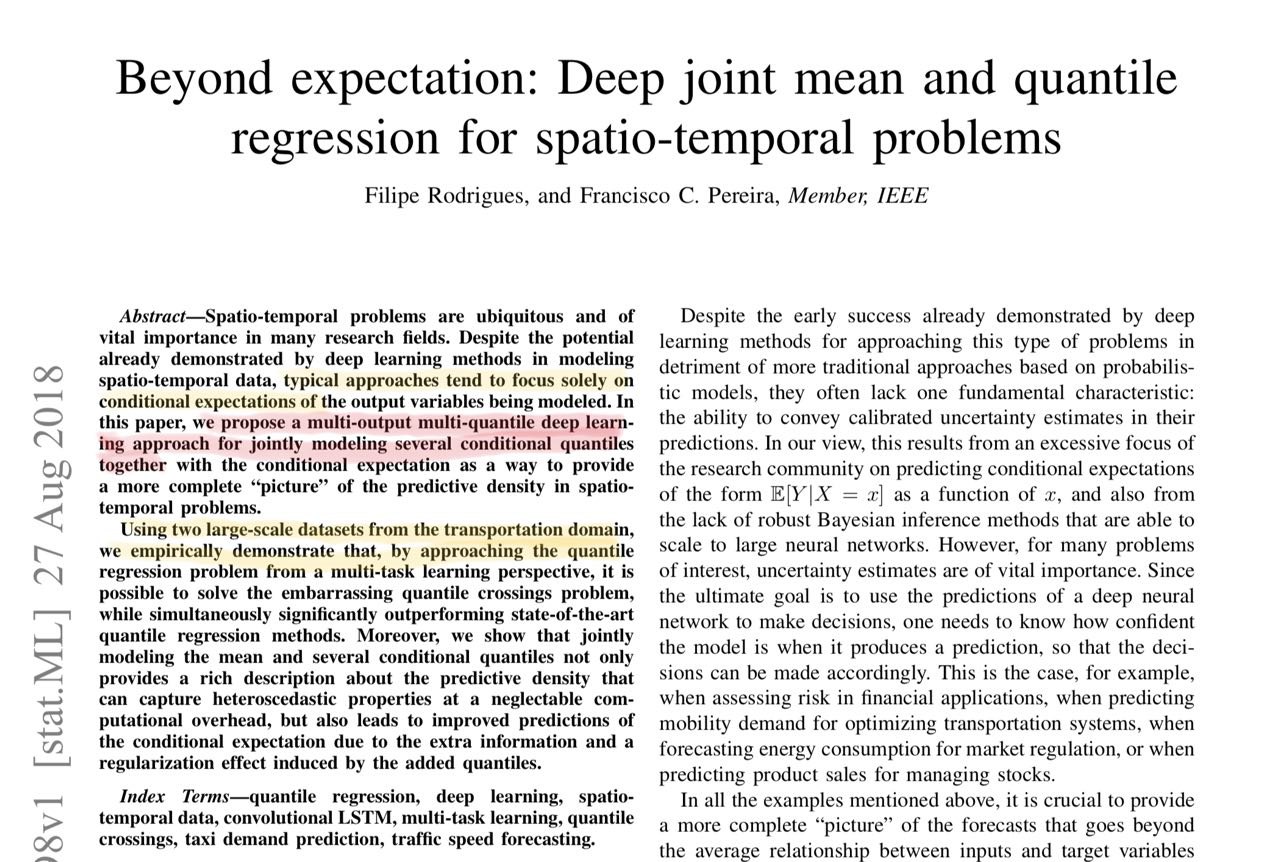 Beyond expectation: Deep joint mean and quantile
regression for spatio-temporal problems
Filipe Rodrigues, and Francisco C. Pereira, Member, IEEE
Abstract—Spatio-temporal problems are ubiquitous and of
vital importance in many research fields. Despite the potential
already demonstrated by deep learning methods in modeling
spatio-temporal data, typical approaches tend to focus solely on
conditional expectations of the output variables being modeled. In
this paper, we propose a multi-output multi-quantile deep learn-
ing approach for jointly modeling several conditional quantiles
together with the conditional expectation as a way to provide
a more complete “picture” of the predictive density in spatio-
temporal problems.
Using two large-scale datasets from the transportation domain,
we empirically demonstrate that, by approaching the quantile
regression problem from a multi-task learning perspective, it is
possible to solve the embarrassing quantile crossings problem,
while simultaneously significantly outperforming state-of-the-art
quantile regression methods. Moreover, we show that jointly
modeling the mean and several conditional quantiles not only
provides a rich description about the predictive density that
can capture heteroscedastic properties at a neglectable com-
putational overhead, but also leads to improved predictions of
the conditional expectation due to the extra information and a
regularization effect induced by the added quantiles.
Index Terms—quantile regression, deep learning, spatio-
temporal data, convolutional LSTM, multi-task learning, quantile
crossings, taxi demand prediction, traffic speed forecasting.
Despite the early success already demonstrated by deep
learning methods for approaching this type of problems in
detriment of more traditional approaches based on probabilis-
tic models, they often lack one fundamental characteristic:
the ability to convey calibrated uncertainty estimates in their
predictions. In our view, this results from an excessive focus of
the research community on predicting conditional expectations
of the form 𝔼[Y|X = x] as a function of x, and also from
the lack of robust Bayesian inference methods that are able to
scale to large neural networks. However, for many problems
of interest, uncertainty estimates are of vital importance. Since
the ultimate goal is to use the predictions of a deep neural
network to make decisions, one needs to know how confident
the model is when it produces a prediction, so that the deci-
sions can be made accordingly. This is the case, for example,
when assessing risk in financial applications, when predicting
mobility demand for optimizing transportation systems, when
forecasting energy consumption for market regulation, or when
predicting product sales for managing stocks.
In all the examples mentioned above, it is crucial to provide
a more complete “picture” of the forecasts that goes beyond
the average relationship between inputs and target variables
8v1 [stat.ML] 27 Aug 2018